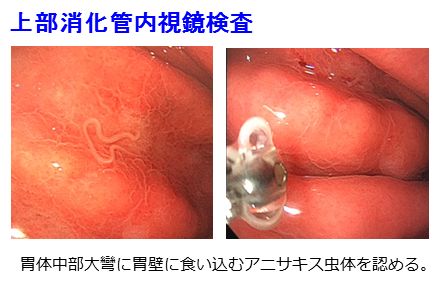 上部消化管内視鏡検査
胃体中部大彎に胃壁に食い込むアニサキス虫体を認める。